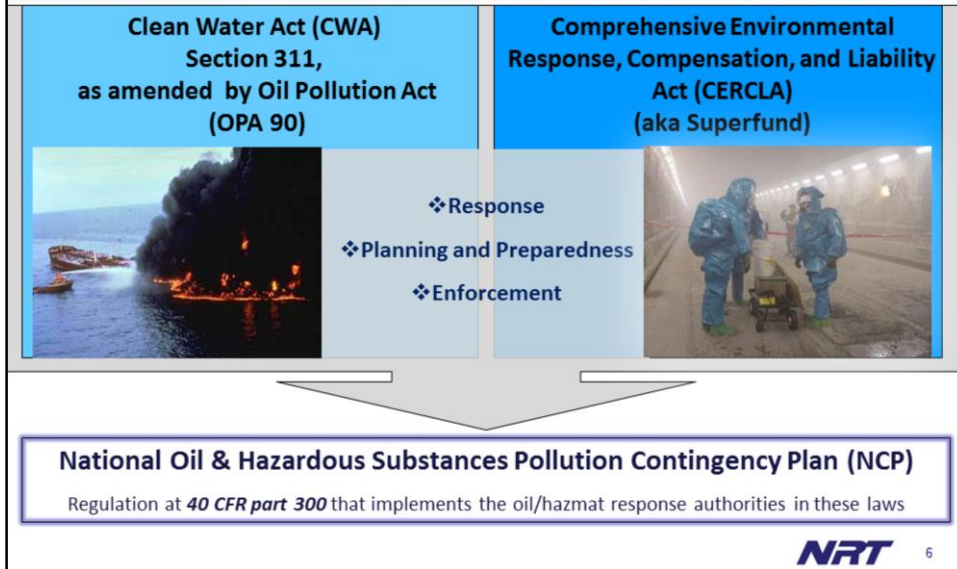 Clean Water Act (CWA)
Section 311,
as amended by Oil Pollution Act
(OPA 90)
Comprehensive Environmental
Response, Compensation, and Liability
Act (CERCLA)
(aka Superfund)
❖Response
❖Planning and Preparedness
❖Enforcement
National Oil & Hazardous Substances Pollution Contingency Plan (NCP)
Regulation at 40 CFR part 300 that implements the oil/hazmat response authorities in these laws
NRT 6